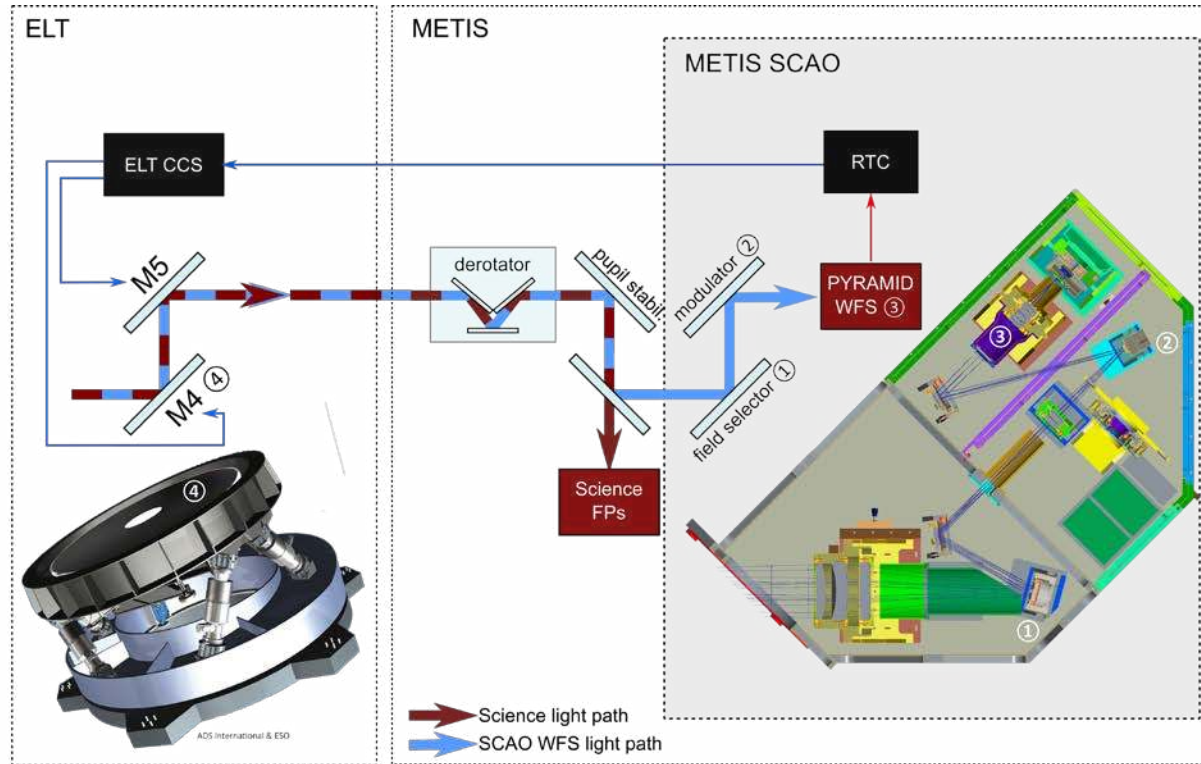 ELT
METIS
METIS SCAO
ELT CCS
RTC
M5
derotator
pupil stabil
modulator ②
PYRAMID
WFS ③
M4 ④
field selector ①
Science
FPs
③
②
①
④
ADS International & ESO
Science light path
SCAO WFS light path